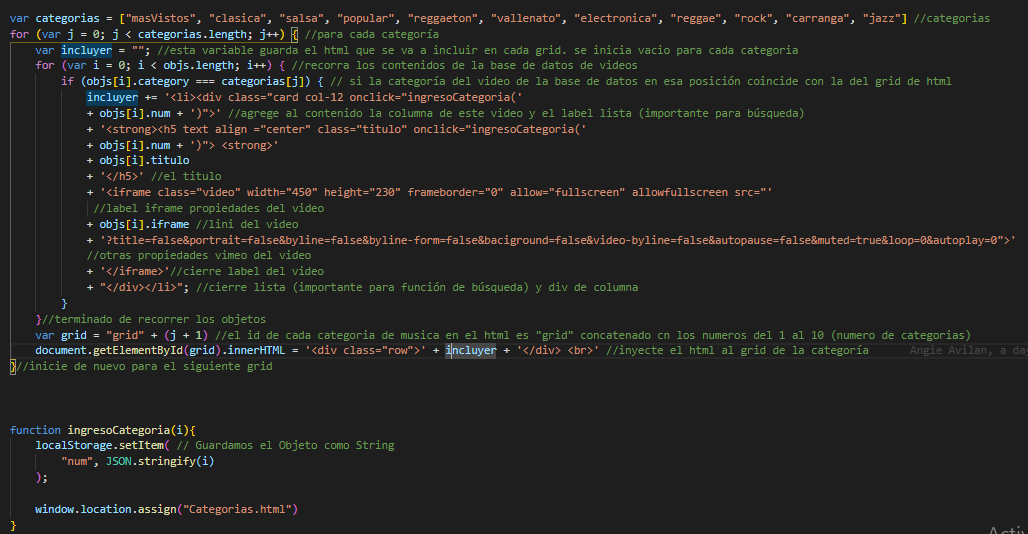 var categorias = ["masVistos", "clasica", "salsa", "popular", "reggaeton", "vallenato", "electronica", "reggae", "rock", "carranga", "jazz"] //categorias
for (var j = 0; j < categorias.length; j++) { //para cada categoría
var incluyer = ""; //esta variable guarda el html que se va a incluir en cada grid. se inicia vacio para cada categoria
for (var i = 0; i < objs.length; i++) { //recorra los contenidos de la base de datos de videos
if (objs[i].category === categorias[j]) { // si la categoría del video de la base de datos en esa posición coincide con la del grid de html
incluyer += '<li><div class="card col-12 onclick="ingresoCategoria('
+ objs[i].num + ')">' //agrege al contenido la columna de este video y el label lista (importante para búsqueda)
+ '<strong><h5 text align ="center" class="titulo" onclick="ingresoCategoria('
+ objs[i].num + ')"> <strong>'
+ objs[i].titulo
+ '</h5>' //el titulo
+ '<iframe class="video" width="450" height="230" frameborder="0" allow="fullscreen" allowfullscreen src="'
//label iframe propiedades del video
+ objs[i].iframe //lini del video
+ '?title=false&portrait=false&byline=false&byline-form=false&baciground=false&video-byline=false&autopause=false&muted=true&loop=0&autoplay=0">'
//otras propiedades vimeo del video
+ '</iframe>'//cierre label del video
+ "</div></li>"; //cierre lista (importante para función de búsqueda) y div de columna
}
}//terminado de recorrer los objetos
var grid = "grid" + (j + 1) //el id de cada categoria de musica en el html es "grid" concatenado cn los numeros del 1 al 10 (numero de categorias)
document.getElementById(grid).innerHTML = '<div class="row">' + incluyer + '</div> <br>' //inyecte el html al grid de la categoría Angie Avilan, a day
}//inicie de nuevo para el siguiente grid
function ingresoCategoria(i){
localStorage.setItem( // Guardamos el Objeto como String
"num", JSON.stringify(i)
);
window.location.assign("Categorias.html")
}